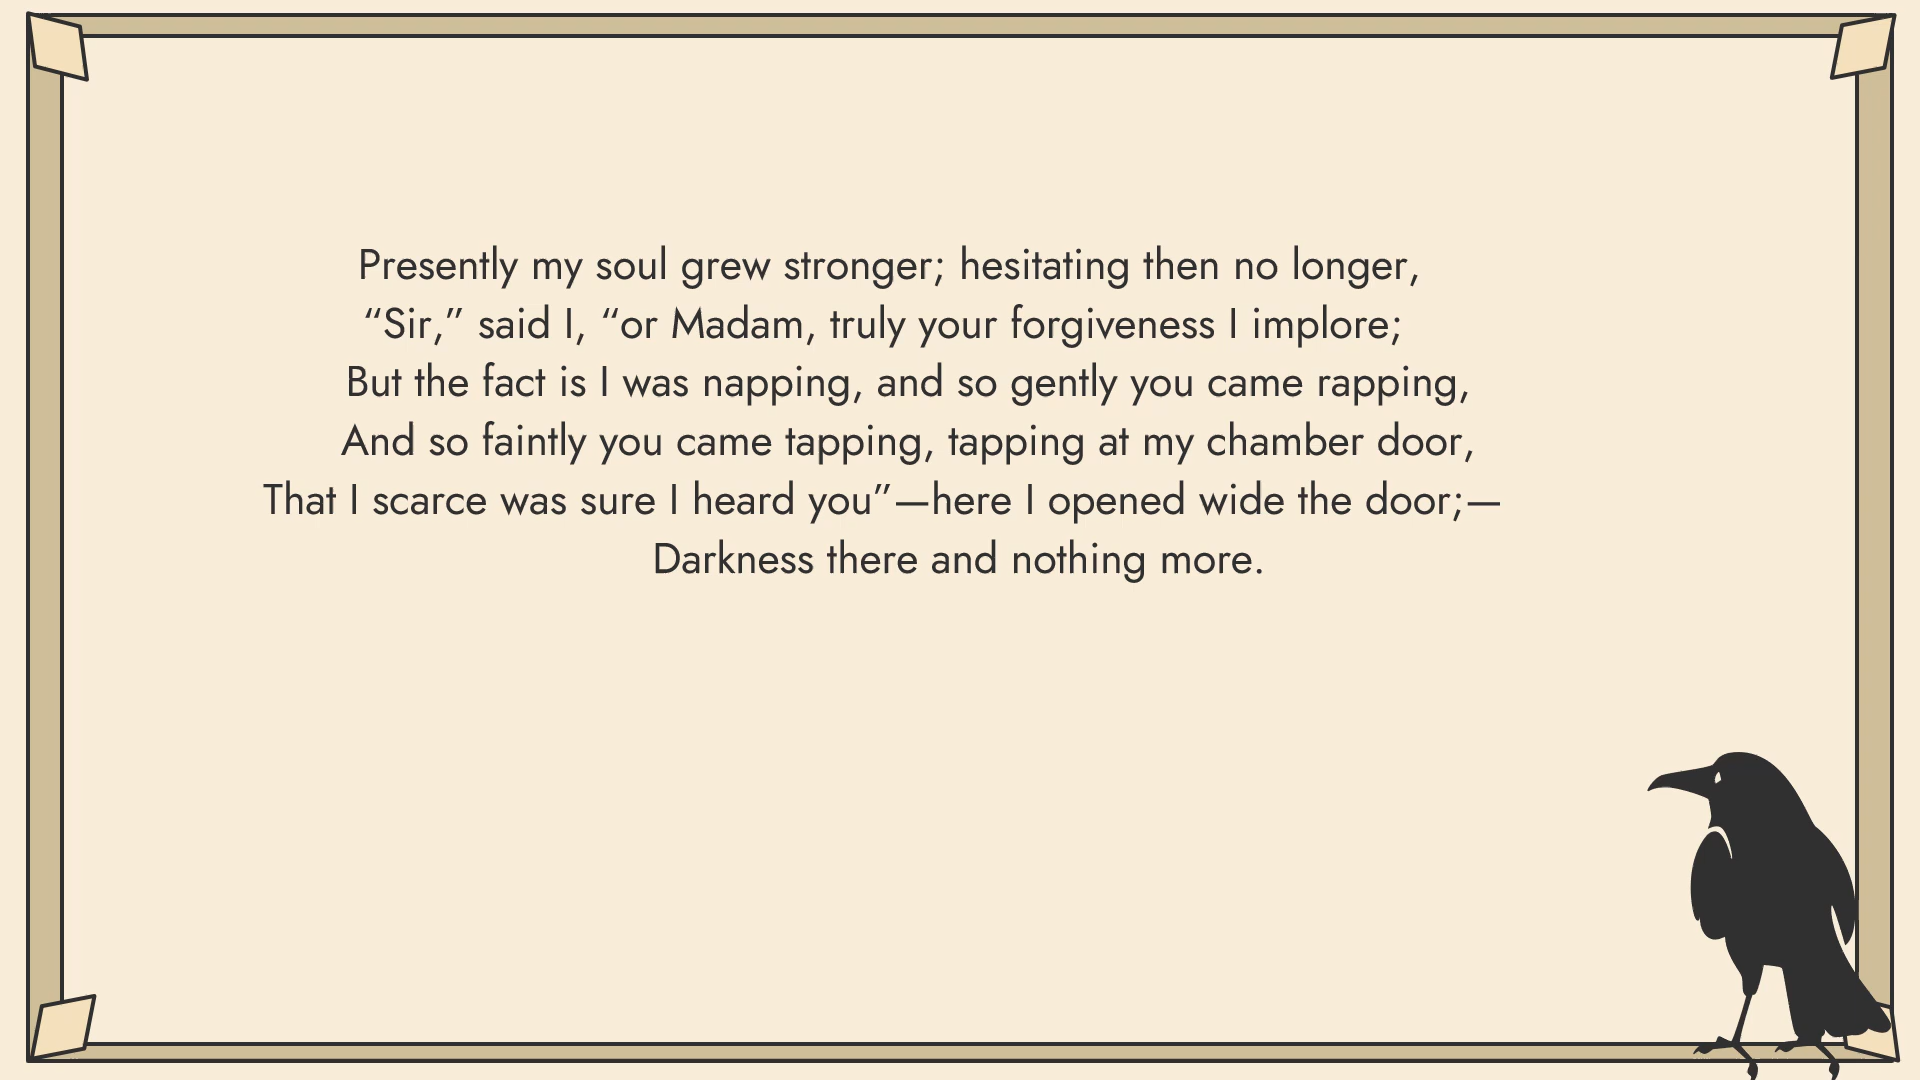 Presently my soul grew stronger; hesitating then no longer,
“Sir,” said I, “or Madam, truly your forgiveness I implore;
But the fact is I was napping, and so gently you came rapping,
And so faintly you came tapping, tapping at my chamber door,
That I scarce was sure I heard you”—here I opened wide the door;—
Darkness there and nothing more.